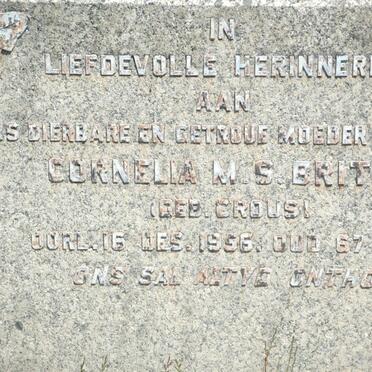 IN
LIEFDEVOLLE HERINNER
AAN
S DIERBARE EN GETROUE MOEDER
CORNELIA M. S. BRIT
(GEB. CROUS)
OORL. 16 DES. 1956. OUD 67
ONS SAL ALTYD ONTHO